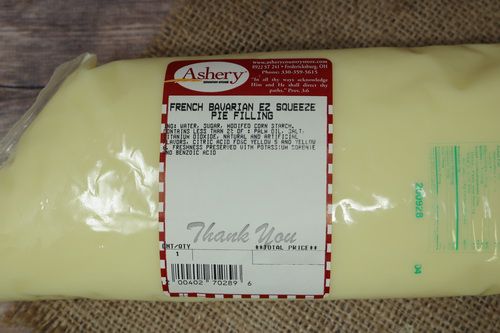 www.asherycountrystore.com
8922 ST 241 • Fredericksburg, OH
Phone: 330-359-5615
Ashery
"In all thy ways acknowledge
Him and He shall direct thy
paths." Prov. 3:6
FRENCH BAVARIAN EZ SQUEEZE
PIE FILLING
ING: WATER, SUGAR, MODIFED CORN STARCH,
CONTAINS LESS THAN 2% OF : PALM OIL, SALT,
TITANIUM DIOXIDE, NATURAL AND ARTIFICIAL
FLAVORS, CITRIC ACID FD&C YELLOW 5 AND YELLOW
6 FRESHNESS PRESERVED WITH POTASSIUM SORBATE
AND BENZOIC ACID
Thank You
CNT/QTY **TOTAL PRICE**
1
00402 70289 6
04